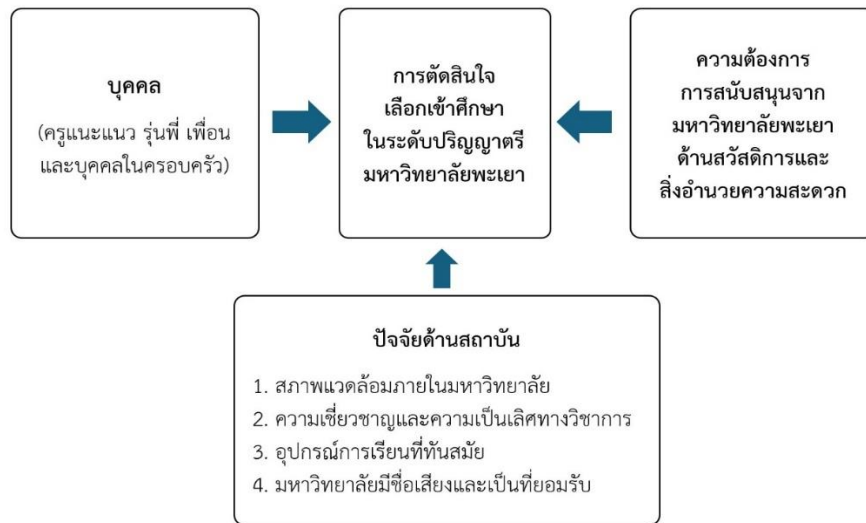 บุคคล
(ครูแนะแนว รุ่นพี่ เพื่อน
และบุคคลในครอบครัว)
การตัดสินใจ
เลือกเข้าศึกษา
ในระดับปริญญาตรี
มหาวิทยาลัยพะเยา
ความต้องการ
การสนับสนุนจาก
มหาวิทยาลัยพะเยา
ด้านสวัสดิการและ
สิ่งอำนวยความสะดวก
ปัจจัยด้านสถาบัน
1. สภาพแวดล้อมภายในมหาวิทยาลัย
2. ความเชี่ยวชาญและความเป็นเลิศทางวิชาการ
3. อุปกรณ์การเรียนที่ทันสมัย
4. มหาวิทยาลัยมีชื่อเสียงและเป็นที่ยอมรับ